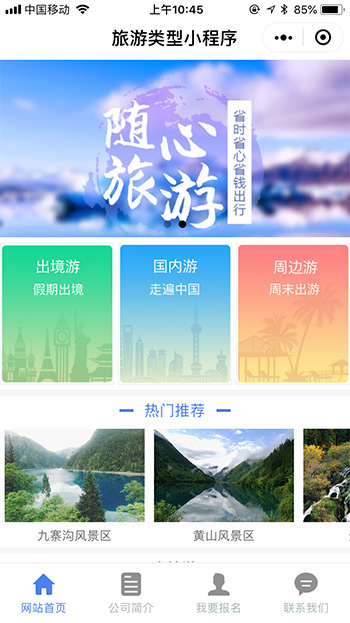 中国移动
上午10:45
85%
旅游类型小程序
随心
旅游
省时省心省钱出行
出境游
假期出境
国内游
走遍中国
周边游
周末出游
热门推荐
九寨沟风景区
黄山风景区
网站首页
公司简介
我要报名
联系我们